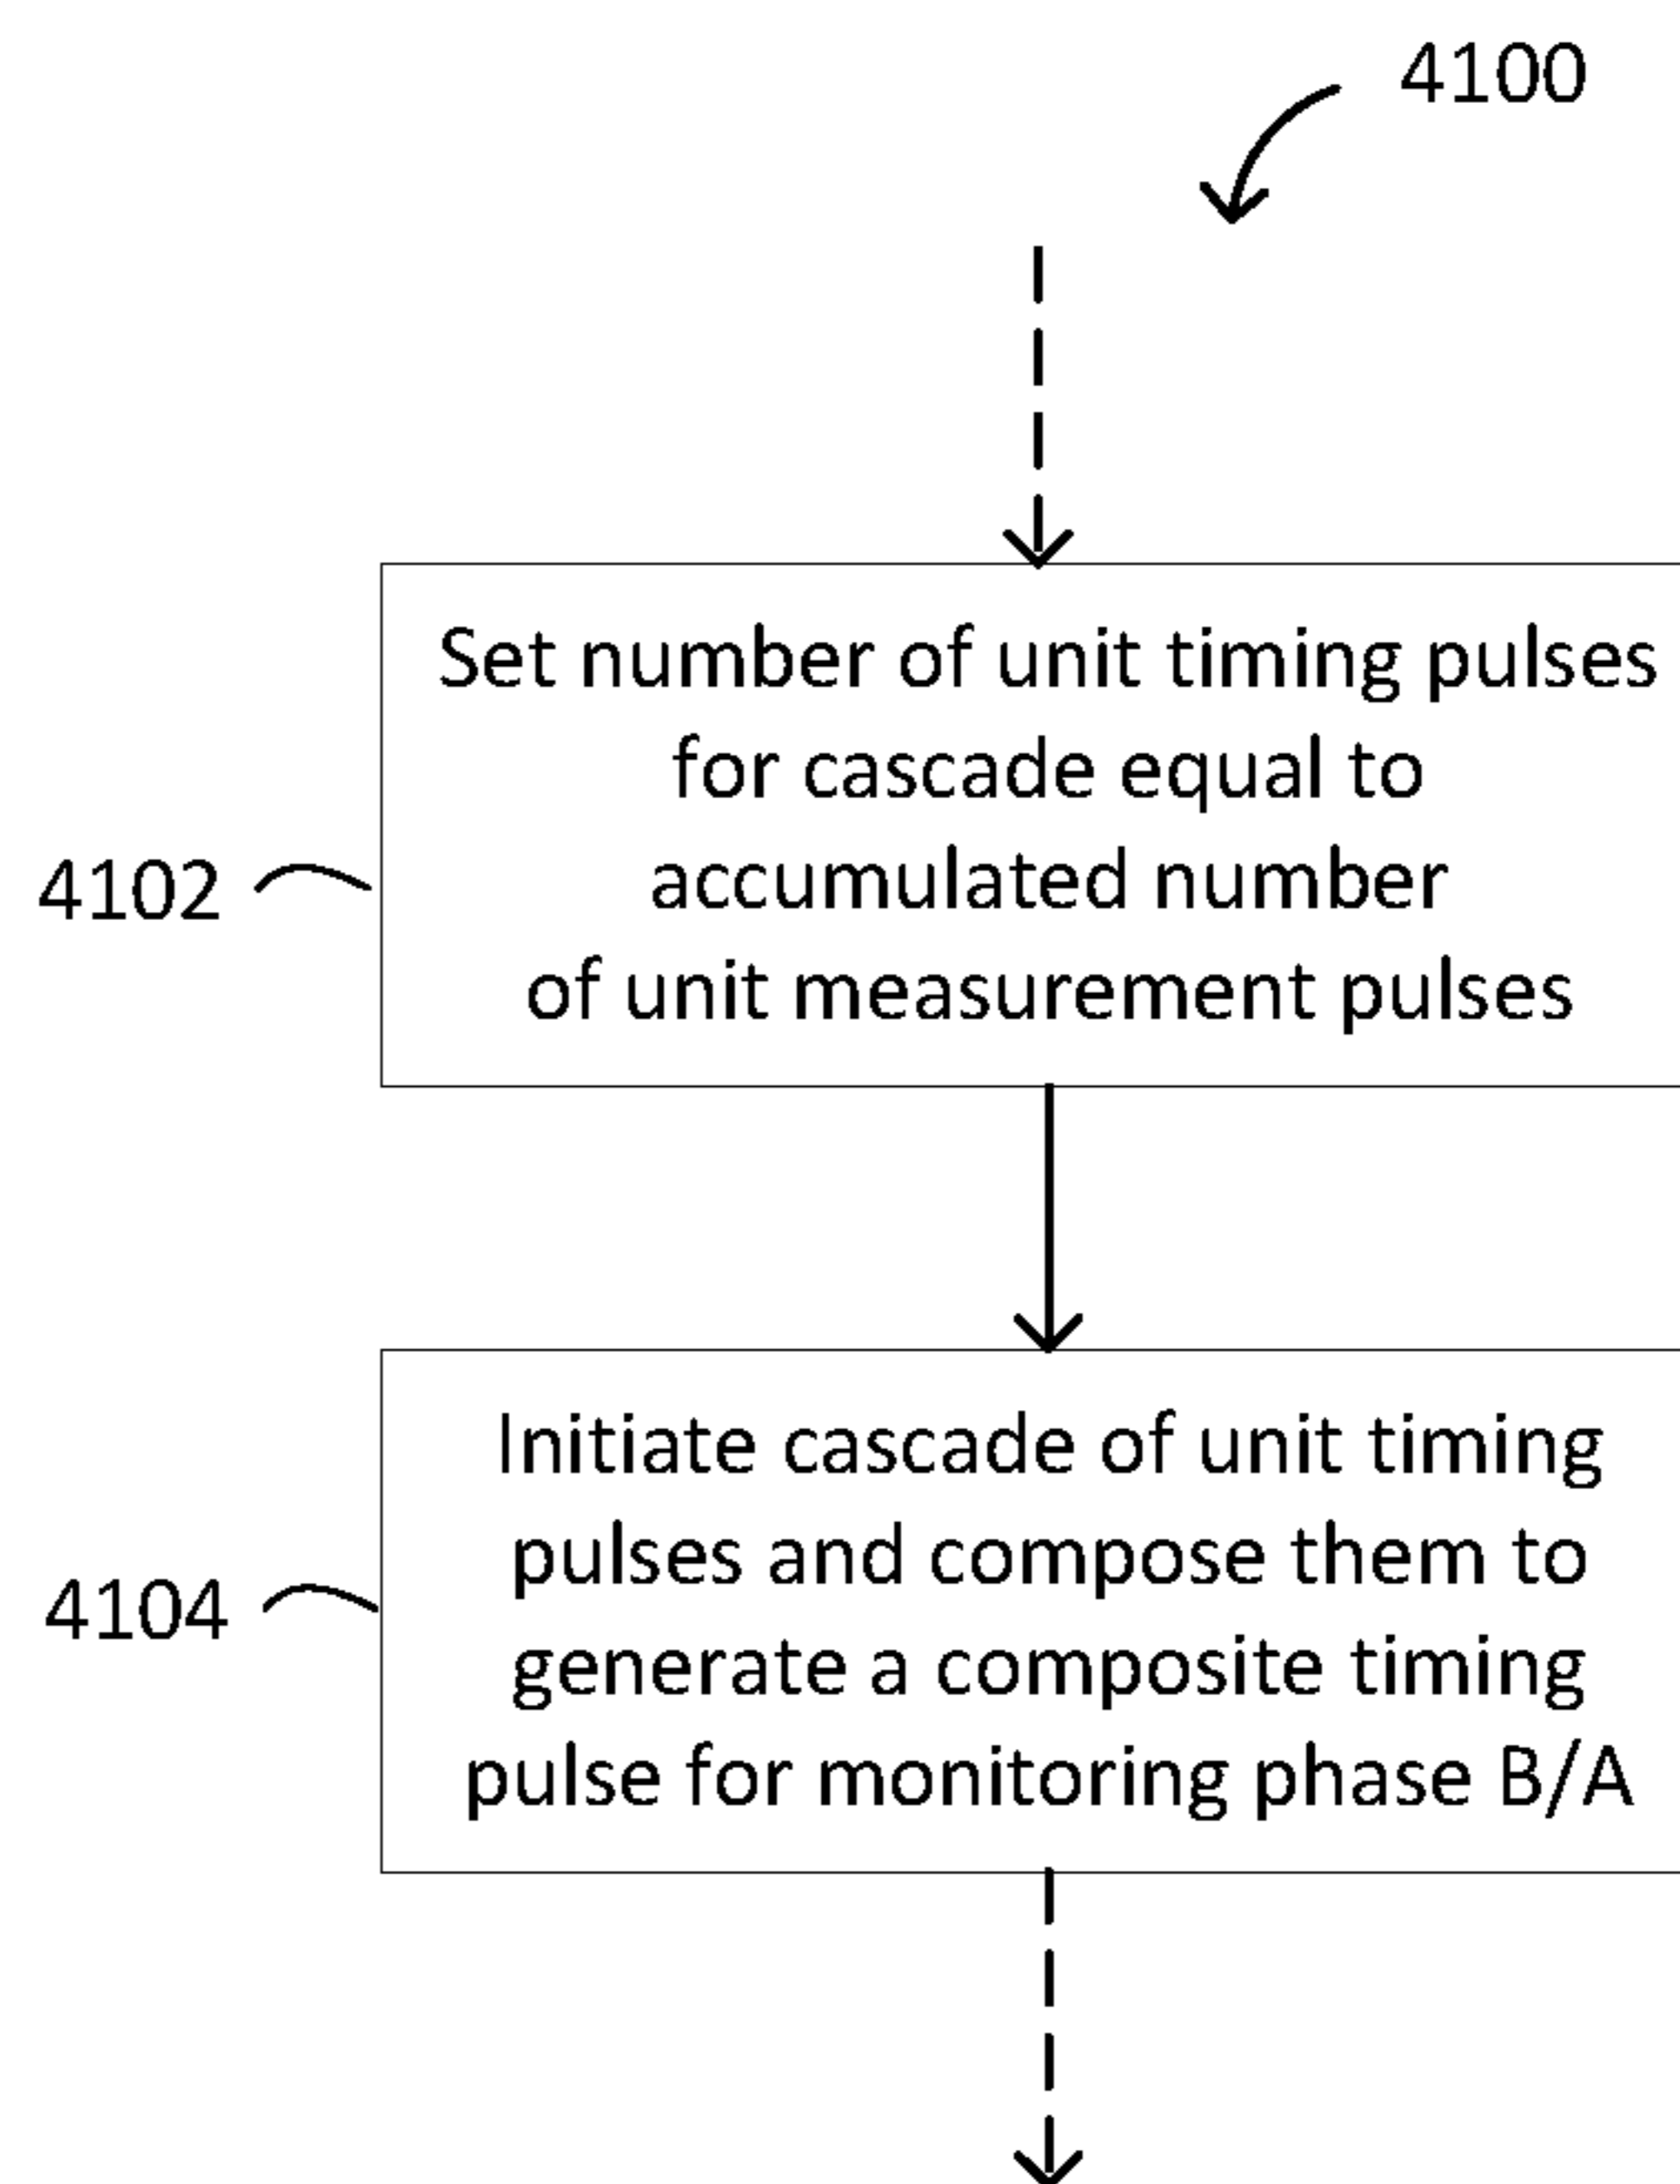 4100
Set number of unit timing pulses
for cascade equal to
accumulated number
of unit measurement pulses
4102
Initiate cascade of unit timing
pulses and compose them to
generate a composite timing
pulse for monitoring phase B/A
4104